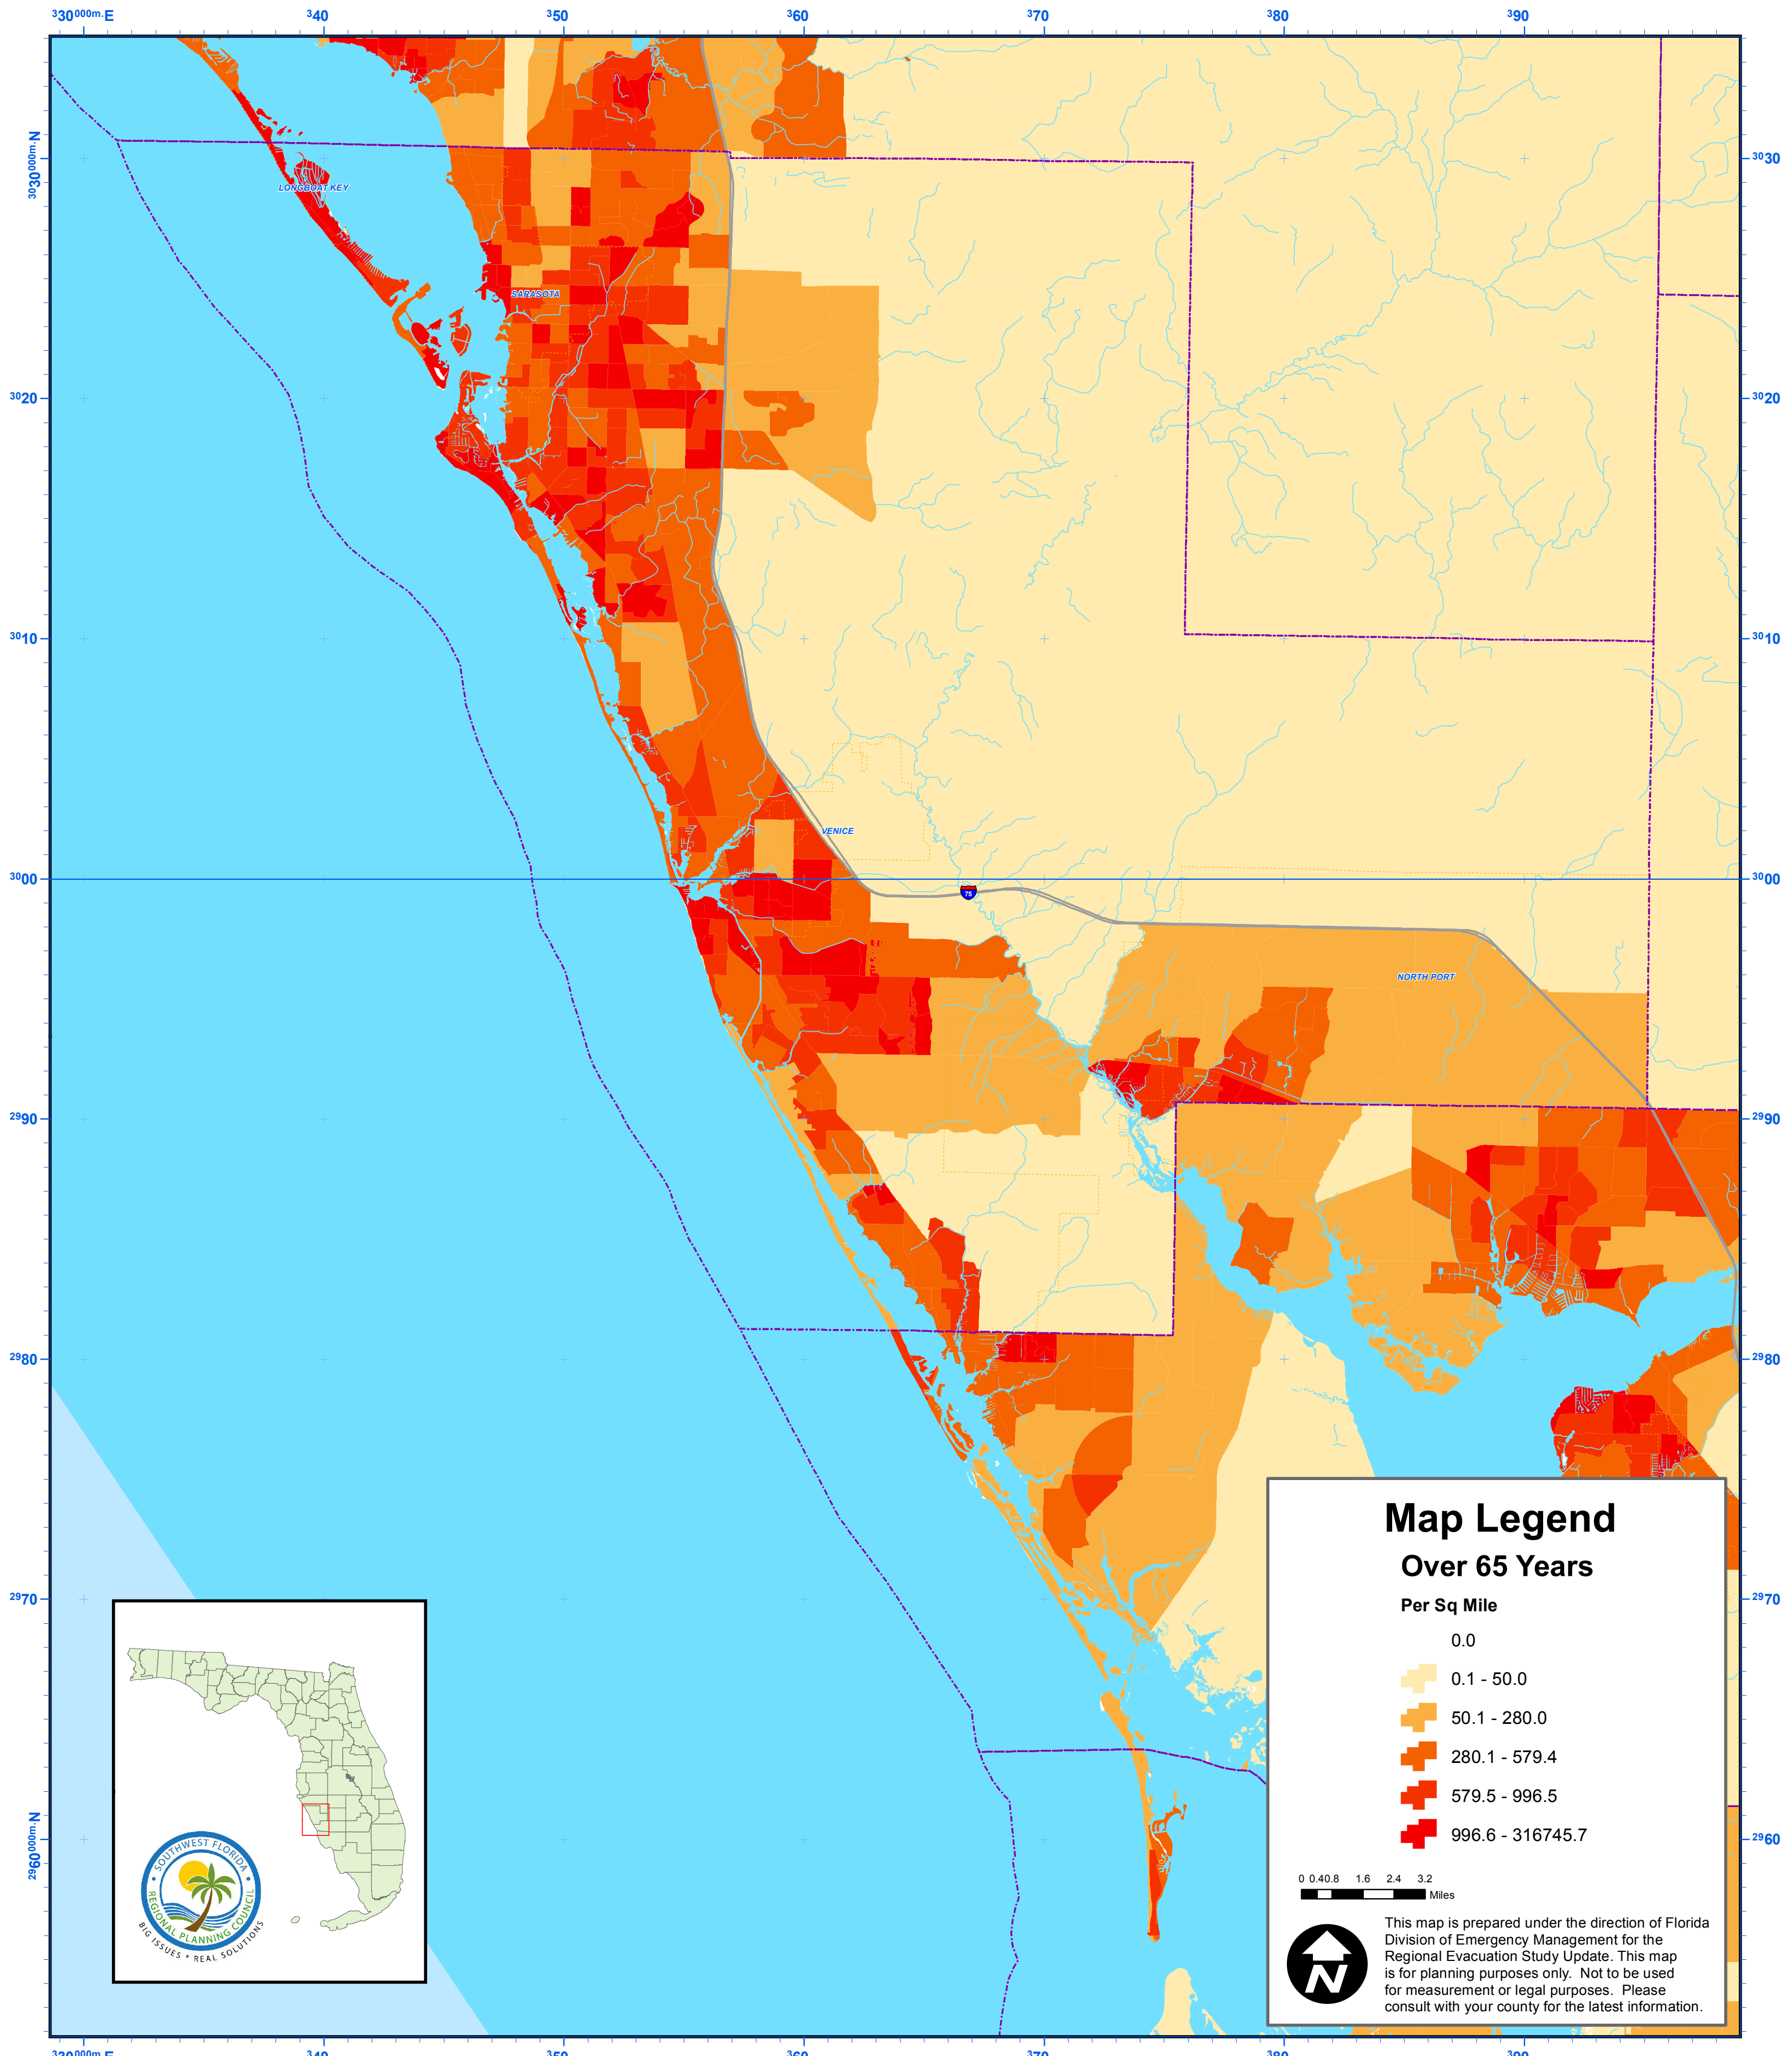 330000m.E 340 350 360 370 380 390
3030000m.N
3030
LONGBOAT KEY
SARASOTA
3020 3020
3010 3010
VENICE
3000 3000
75
NORTH PORT
2990 2990
2980 2980
2970 2970
2960000m.N
2960
Map Legend
Over 65 Years
Per Sq Mile
0.0
0.1 - 50.0
50.1 - 280.0
280.1 - 579.4
579.5 - 996.5
996.6 - 316745.7
0 0.40.8 1.6 2.4 3.2
Miles
N
This map is prepared under the direction of Florida
Division of Emergency Management for the
Regional Evacuation Study Update. This map
is for planning purposes only. Not to be used
for measurement or legal purposes. Please
consult with your county for the latest information.
SOUTHWEST FLORIDA
REGIONAL PLANNING COUNCIL
BIG ISSUES * REAL SOLUTIONS